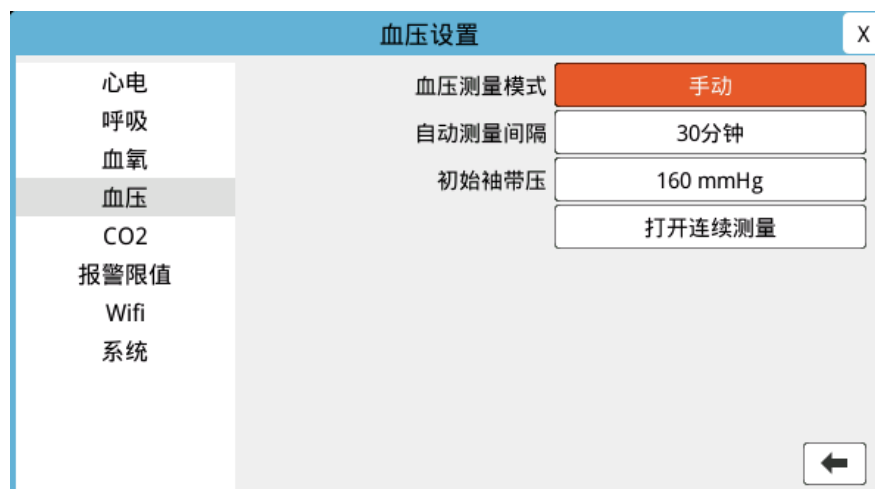 血压设置
X
心电
呼吸
血氧
血压
CO2
报警限值
Wifi
系统
血压测量模式 手动
自动测量间隔 30分钟
初始袖带压 160 mmHg
打开连续测量